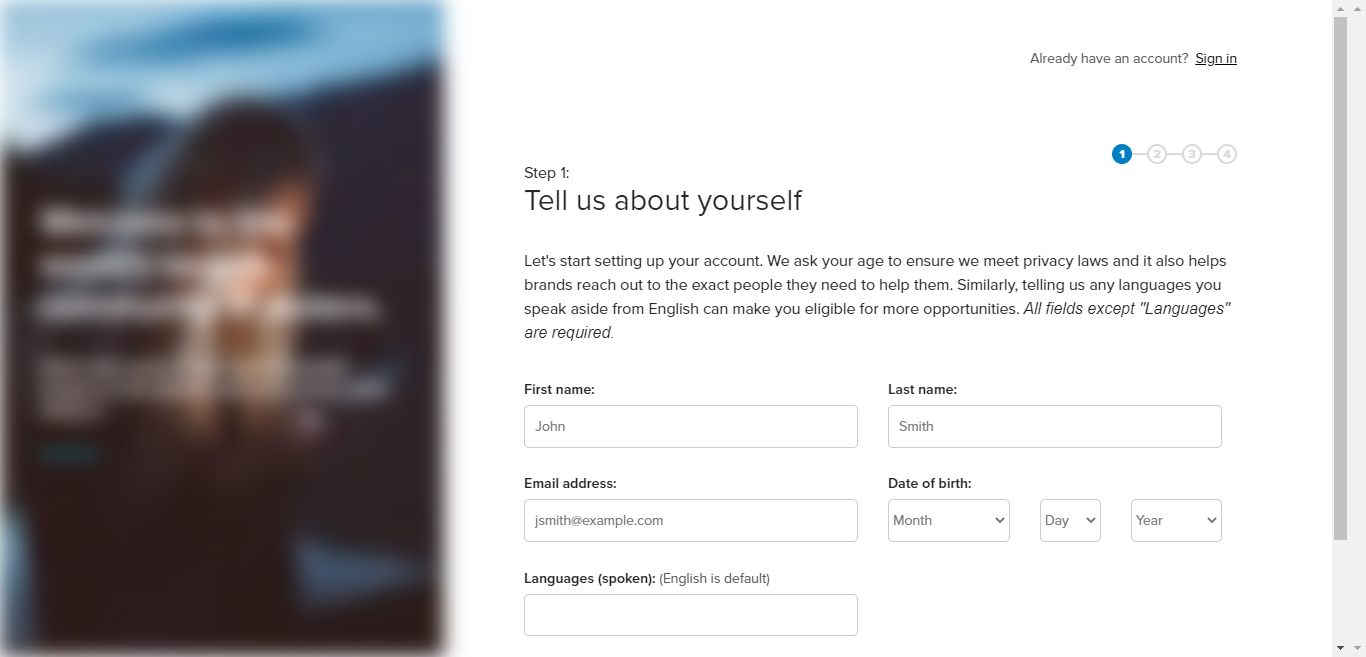 Already have an account? Sign in
1 2 3 4
Step 1:
Tell us about yourself
Let's start setting up your account. We ask your age to ensure we meet privacy laws and it also helps
brands reach out to the exact people they need to help them. Similarly, telling us any languages you
speak aside from English can make you eligible for more opportunities. All fields except "Languages"
are required.
First name: Last name:
John Smith
Email address: Date of birth:
jsmith@example.com Month Day Year
Languages (spoken): (English is default)